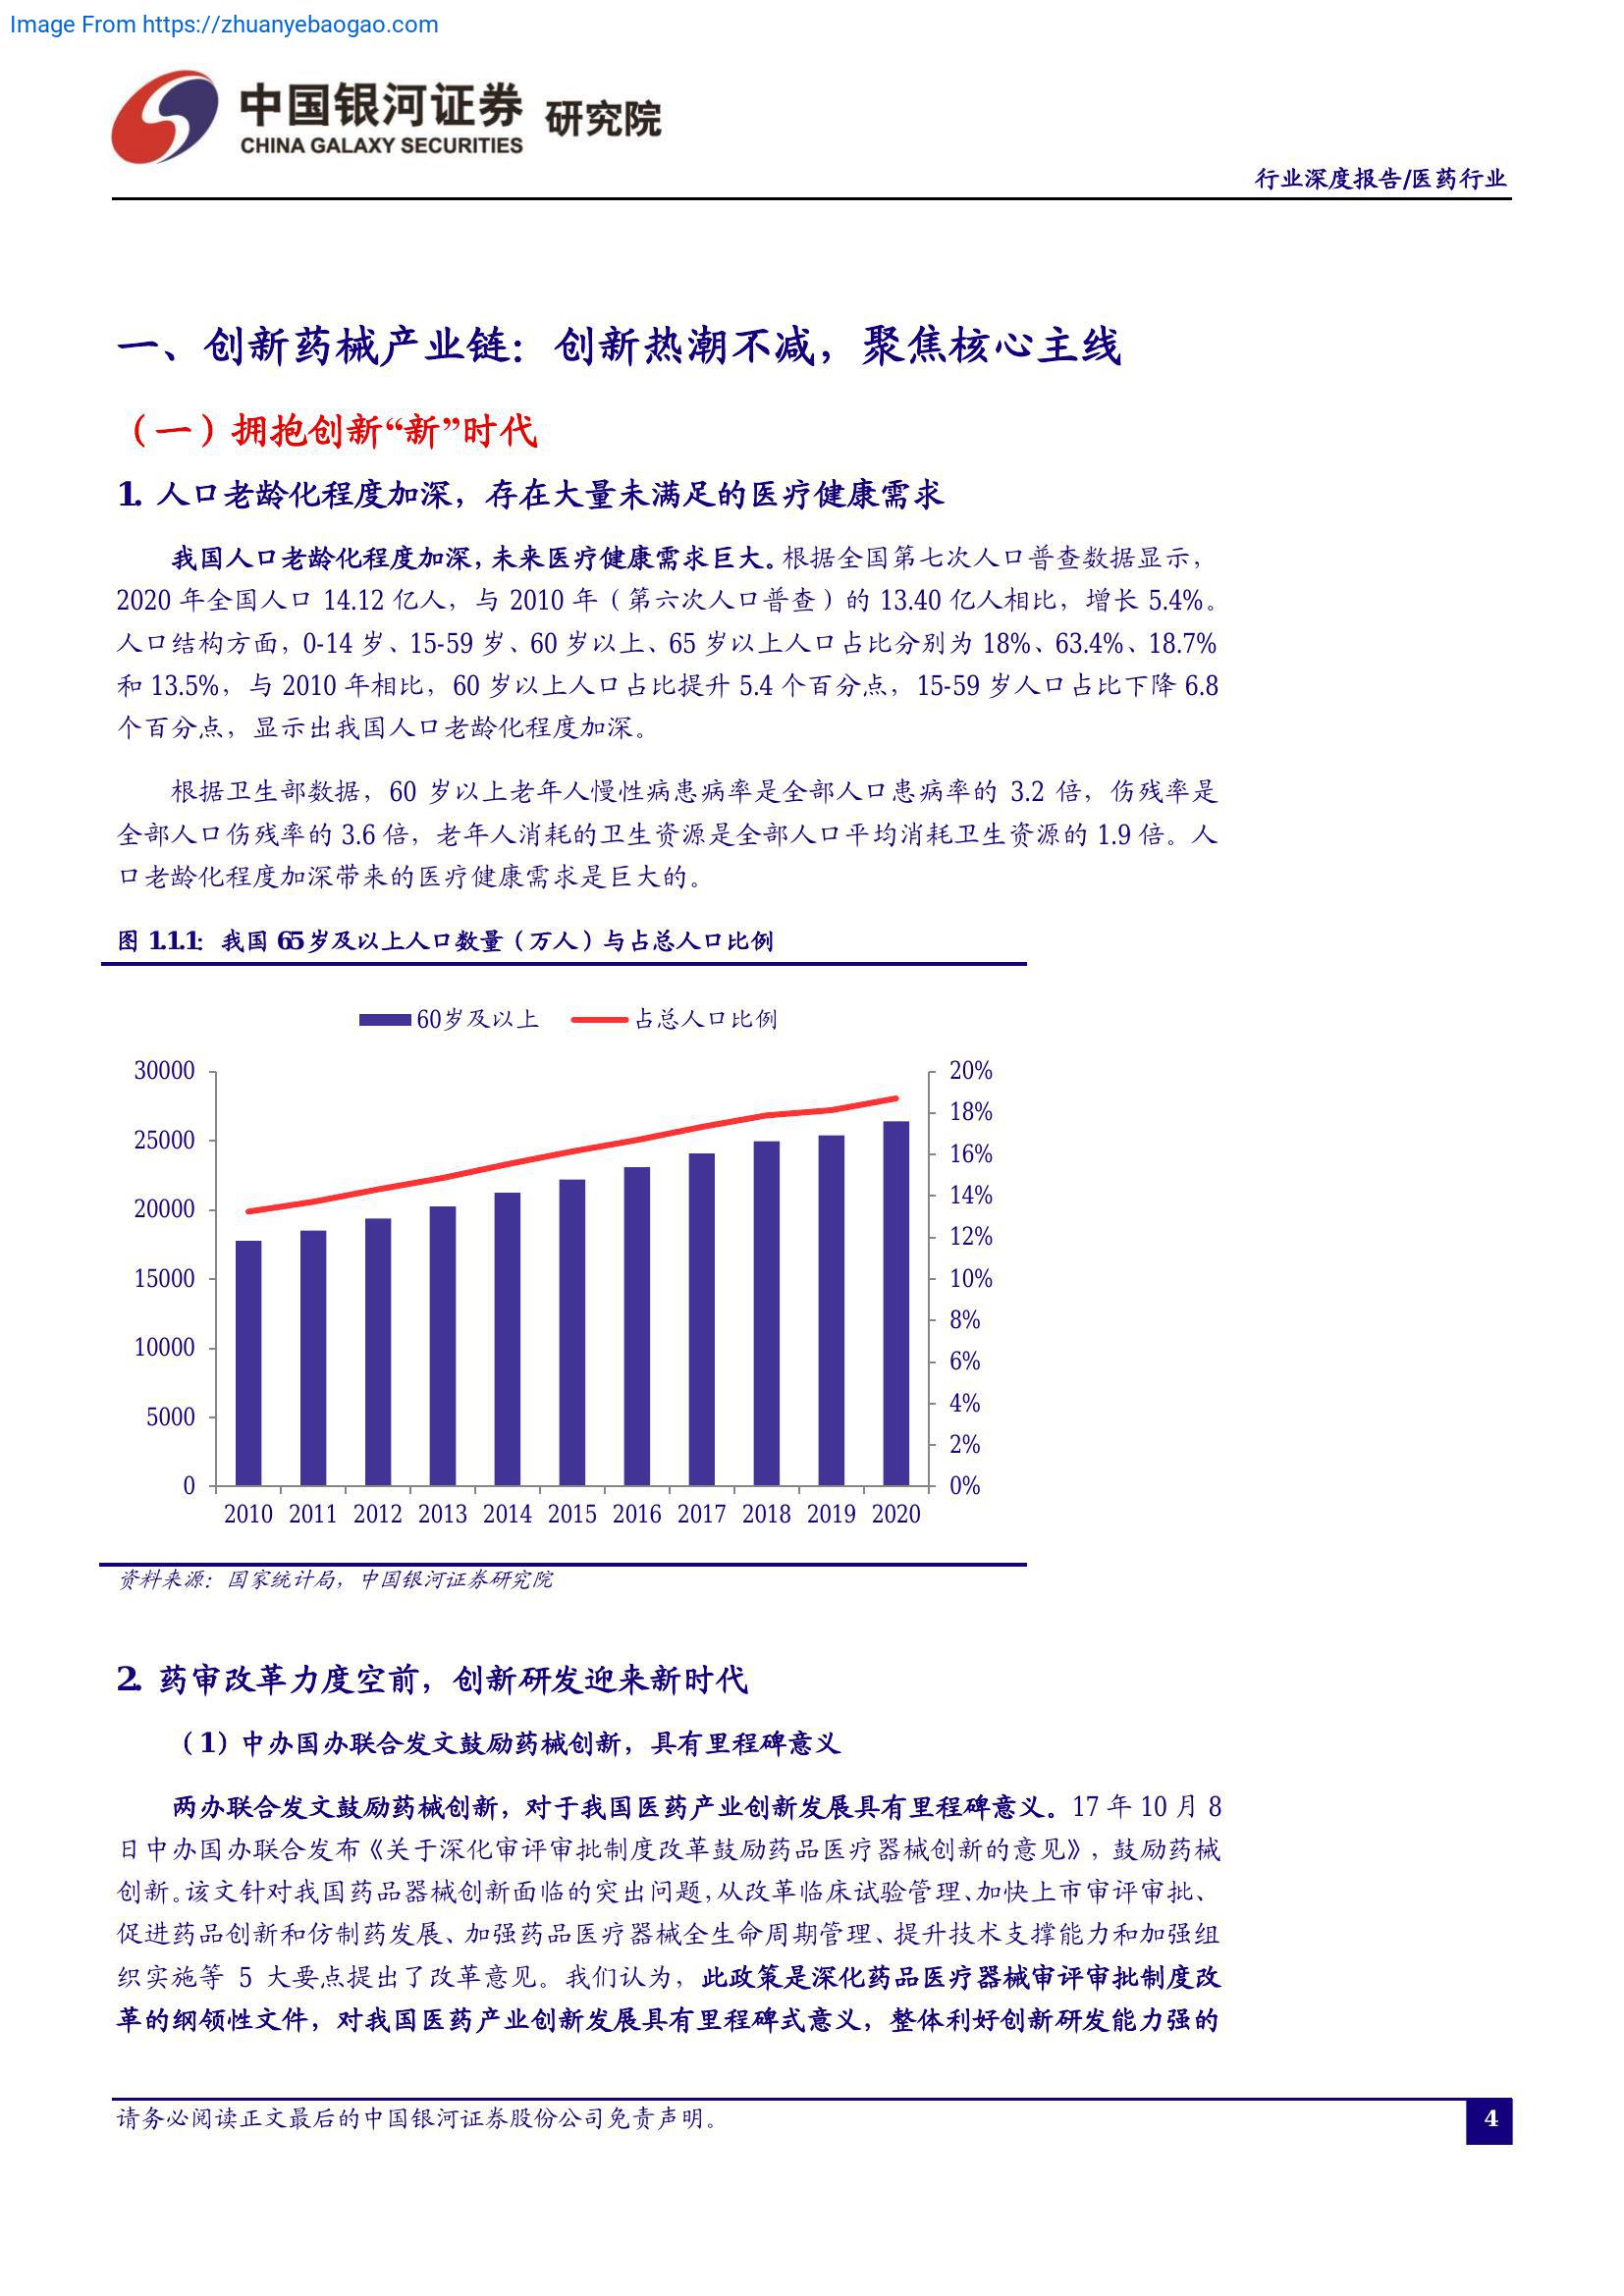 Image From https://zhuanyebaogao.com
中国银河证券 研究院
CHINA GALAXY SECURITIES
行业深度报告/医药行业
一、创新药械产业链：创新热潮不减，聚焦核心主线
（一）拥抱创新“新”时代
1. 人口老龄化程度加深，存在大量未满足的医疗健康需求
我国人口老龄化程度加深，未来医疗健康需求巨大。根据全国第七次人口普查数据显示，
2020 年全国人口 14.12 亿人，与 2010 年（第六次人口普查）的 13.40 亿人相比，增长 5.4%。
人口结构方面，0-14 岁、15-59 岁、60 岁以上、65 岁以上人口占比分别为 18%、63.4%、18.7%
和 13.5%，与 2010 年相比，60 岁以上人口占比提升 5.4 个百分点，15-59 岁人口占比下降 6.8
个百分点，显示出我国人口老龄化程度加深。
根据卫生部数据，60 岁以上老年人慢性病患病率是全部人口患病率的 3.2 倍，伤残率是
全部人口伤残率的 3.6 倍，老年人消耗的卫生资源是全部人口平均消耗卫生资源的 1.9 倍。人
口老龄化程度加深带来的医疗健康需求是巨大的。
图 1.1.1： 我国 65 岁及以上人口数量（万人）与占总人口比例
60岁及以上 占总人口比例
30000 20%
18%
25000
16%
20000 14%
12%
15000 10%
8%
10000
6%
5000 4%
2%
0 0%
2010 2011 2012 2013 2014 2015 2016 2017 2018 2019 2020
资料来源：国家统计局，中国银河证券研究院
2. 药审改革力度空前，创新研发迎来新时代
（1）中办国办联合发文鼓励药械创新，具有里程碑意义
两办联合发文鼓励药械创新，对于我国医药产业创新发展具有里程碑意义。17 年 10 月 8
日中办国办联合发布《关于深化审评审批制度改革鼓励药品医疗器械创新的意见》，鼓励药械
创新。该文针对我国药品器械创新面临的突出问题，从改革临床试验管理、加快上市审评审批、
促进药品创新和仿制药发展、加强药品医疗器械全生命周期管理、提升技术支撑能力和加强组
织实施等 5 大要点提出了改革意见。我们认为，此政策是深化药品医疗器械审评审批制度改
革的纲领性文件，对我国医药产业创新发展具有里程碑式意义，整体利好创新研发能力强的
请务必阅读正文最后的中国银河证券股份公司免责声明。
4